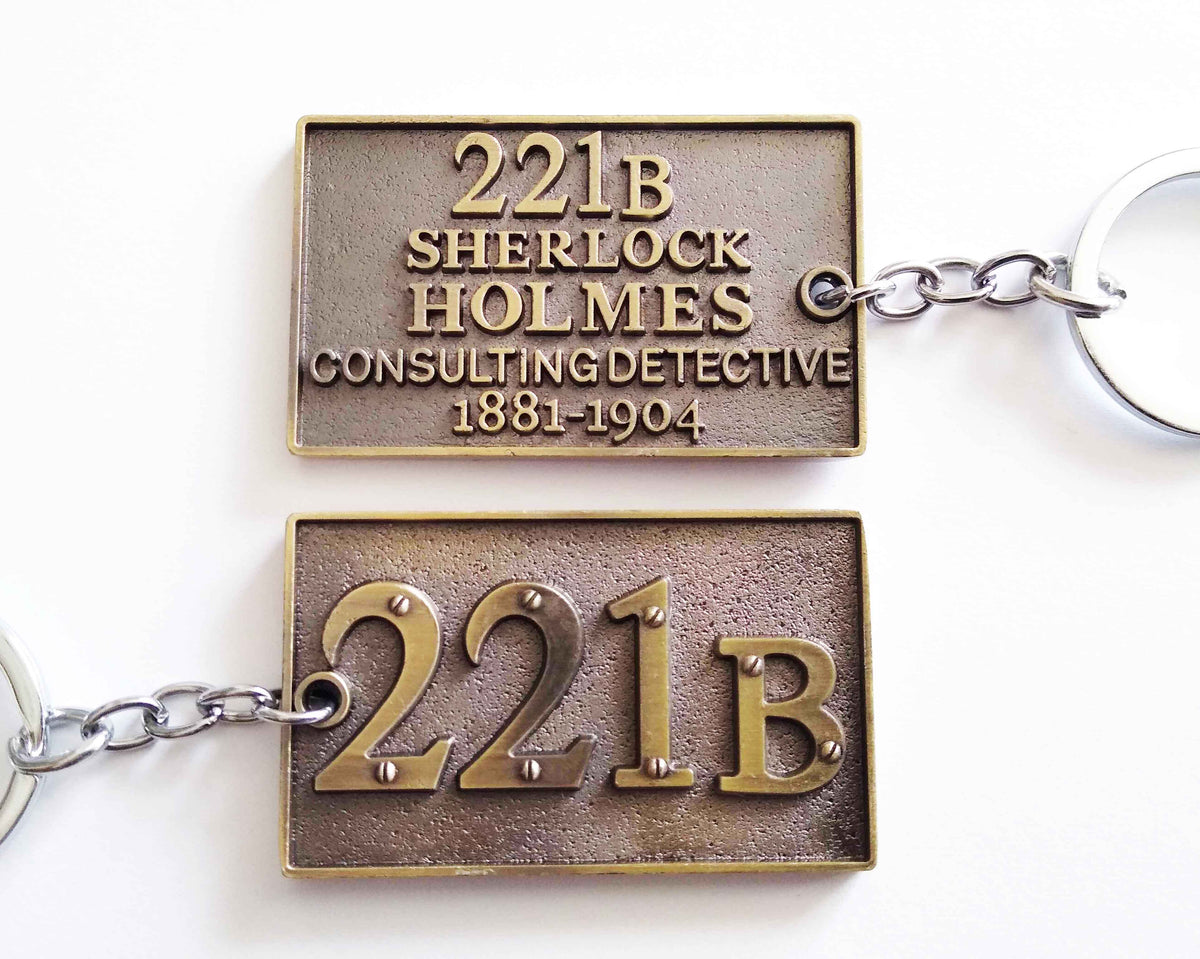 221B
SHERLOCK
HOLMES
CONSULTING DETECTIVE
1881-1904
221B